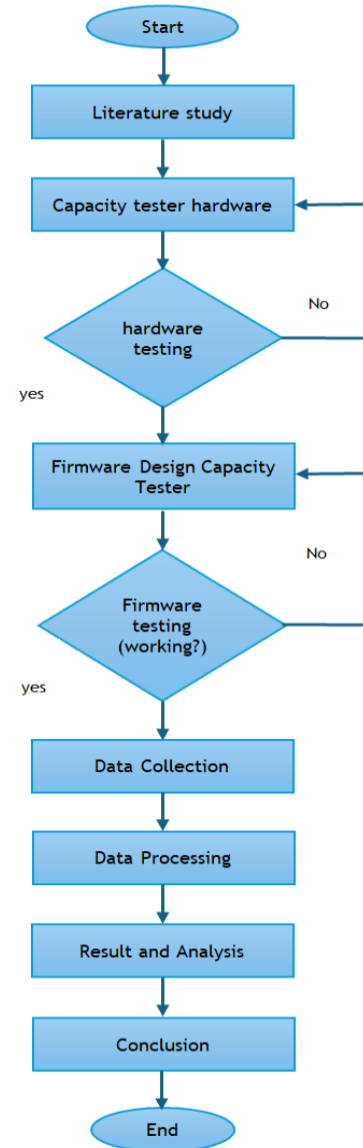 Start
Literature study
Capacity tester hardware
No
hardware
testing
yes
Firmware Design Capacity
Tester
No
Firmware
testing
(working?)
yes
Data Collection
Data Processing
Result and Analysis
Conclusion
End